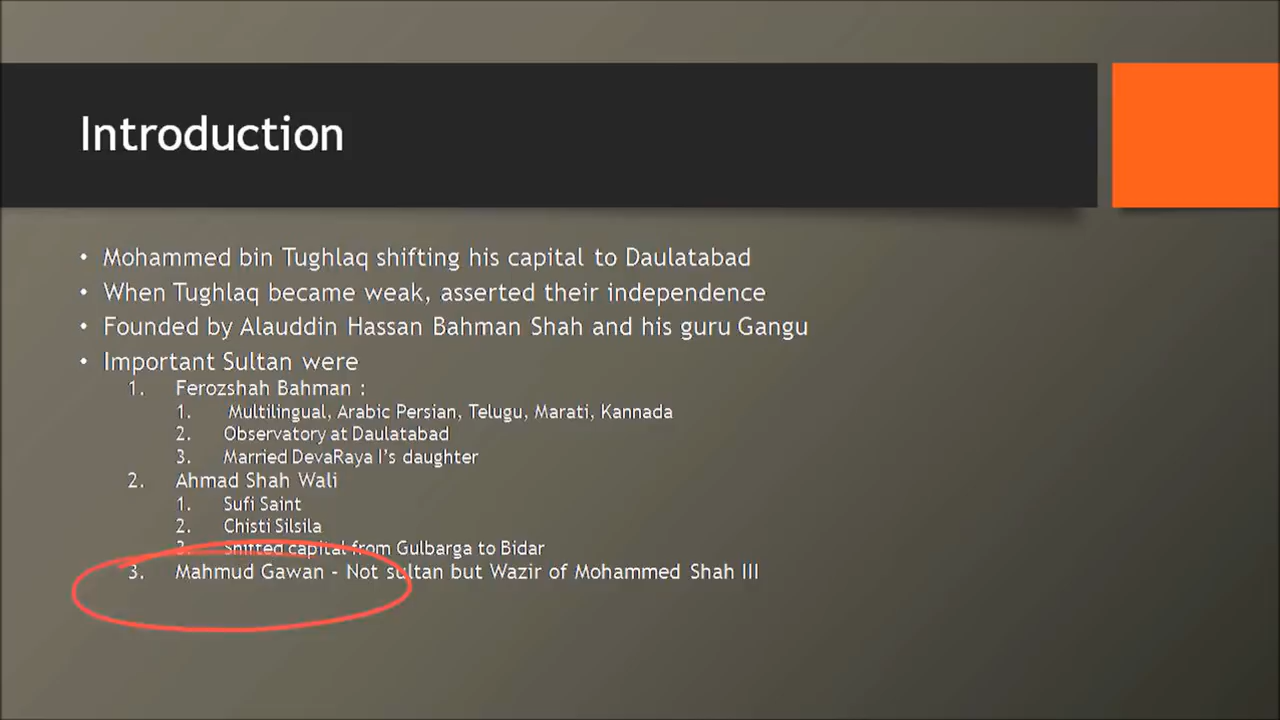 Introduction
• Mohammed bin Tughlaq shifting his capital to Daulatabad
• When Tughlaq became weak, asserted their independence
• Founded by Alauddin Hassan Bahman Shah and his guru Gangu
• Important Sultan were
1. Ferozshah Bahman :
1. Multilingual, Arabic Persian, Telugu, Marati, Kannada
2. Observatory at Daulatabad
3. Married DevaRaya I's daughter
2. Ahmad Shah Wali
1. Sufi Saint
2. Chisti Silsila
3. Shifted capital from Gulbarga to Bidar
3. Mahmud Gawan - Not sultan but Wazir of Mohammed Shah III